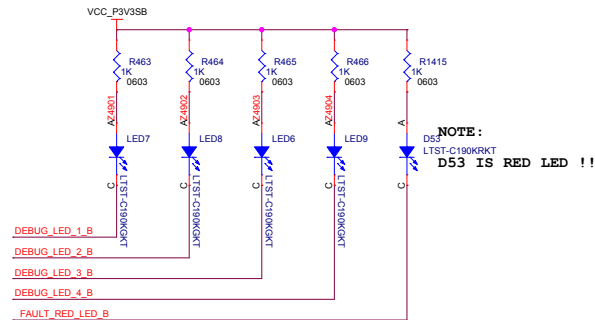 VCC_P3V3SB
R463
1K
0603
R464
1K
0603
R465
1K
0603
R466
1K
0603
R1415
1K
0603
AZ4901
AZ4902
AZ4903
AZ4904
A
LED7
LED8
LED6
LED9
D53
NOTE:
LTST-C190KRKT
D53 IS RED LED !!
C
C
C
C
C
LTST-C190KGKT
LTST-C190KGKT
LTST-C190KGKT
LTST-C190KGKT
DEBUG_LED_1_B
DEBUG_LED_2_B
DEBUG_LED_3_B
DEBUG_LED_4_B
FAULT_RED_LED_B